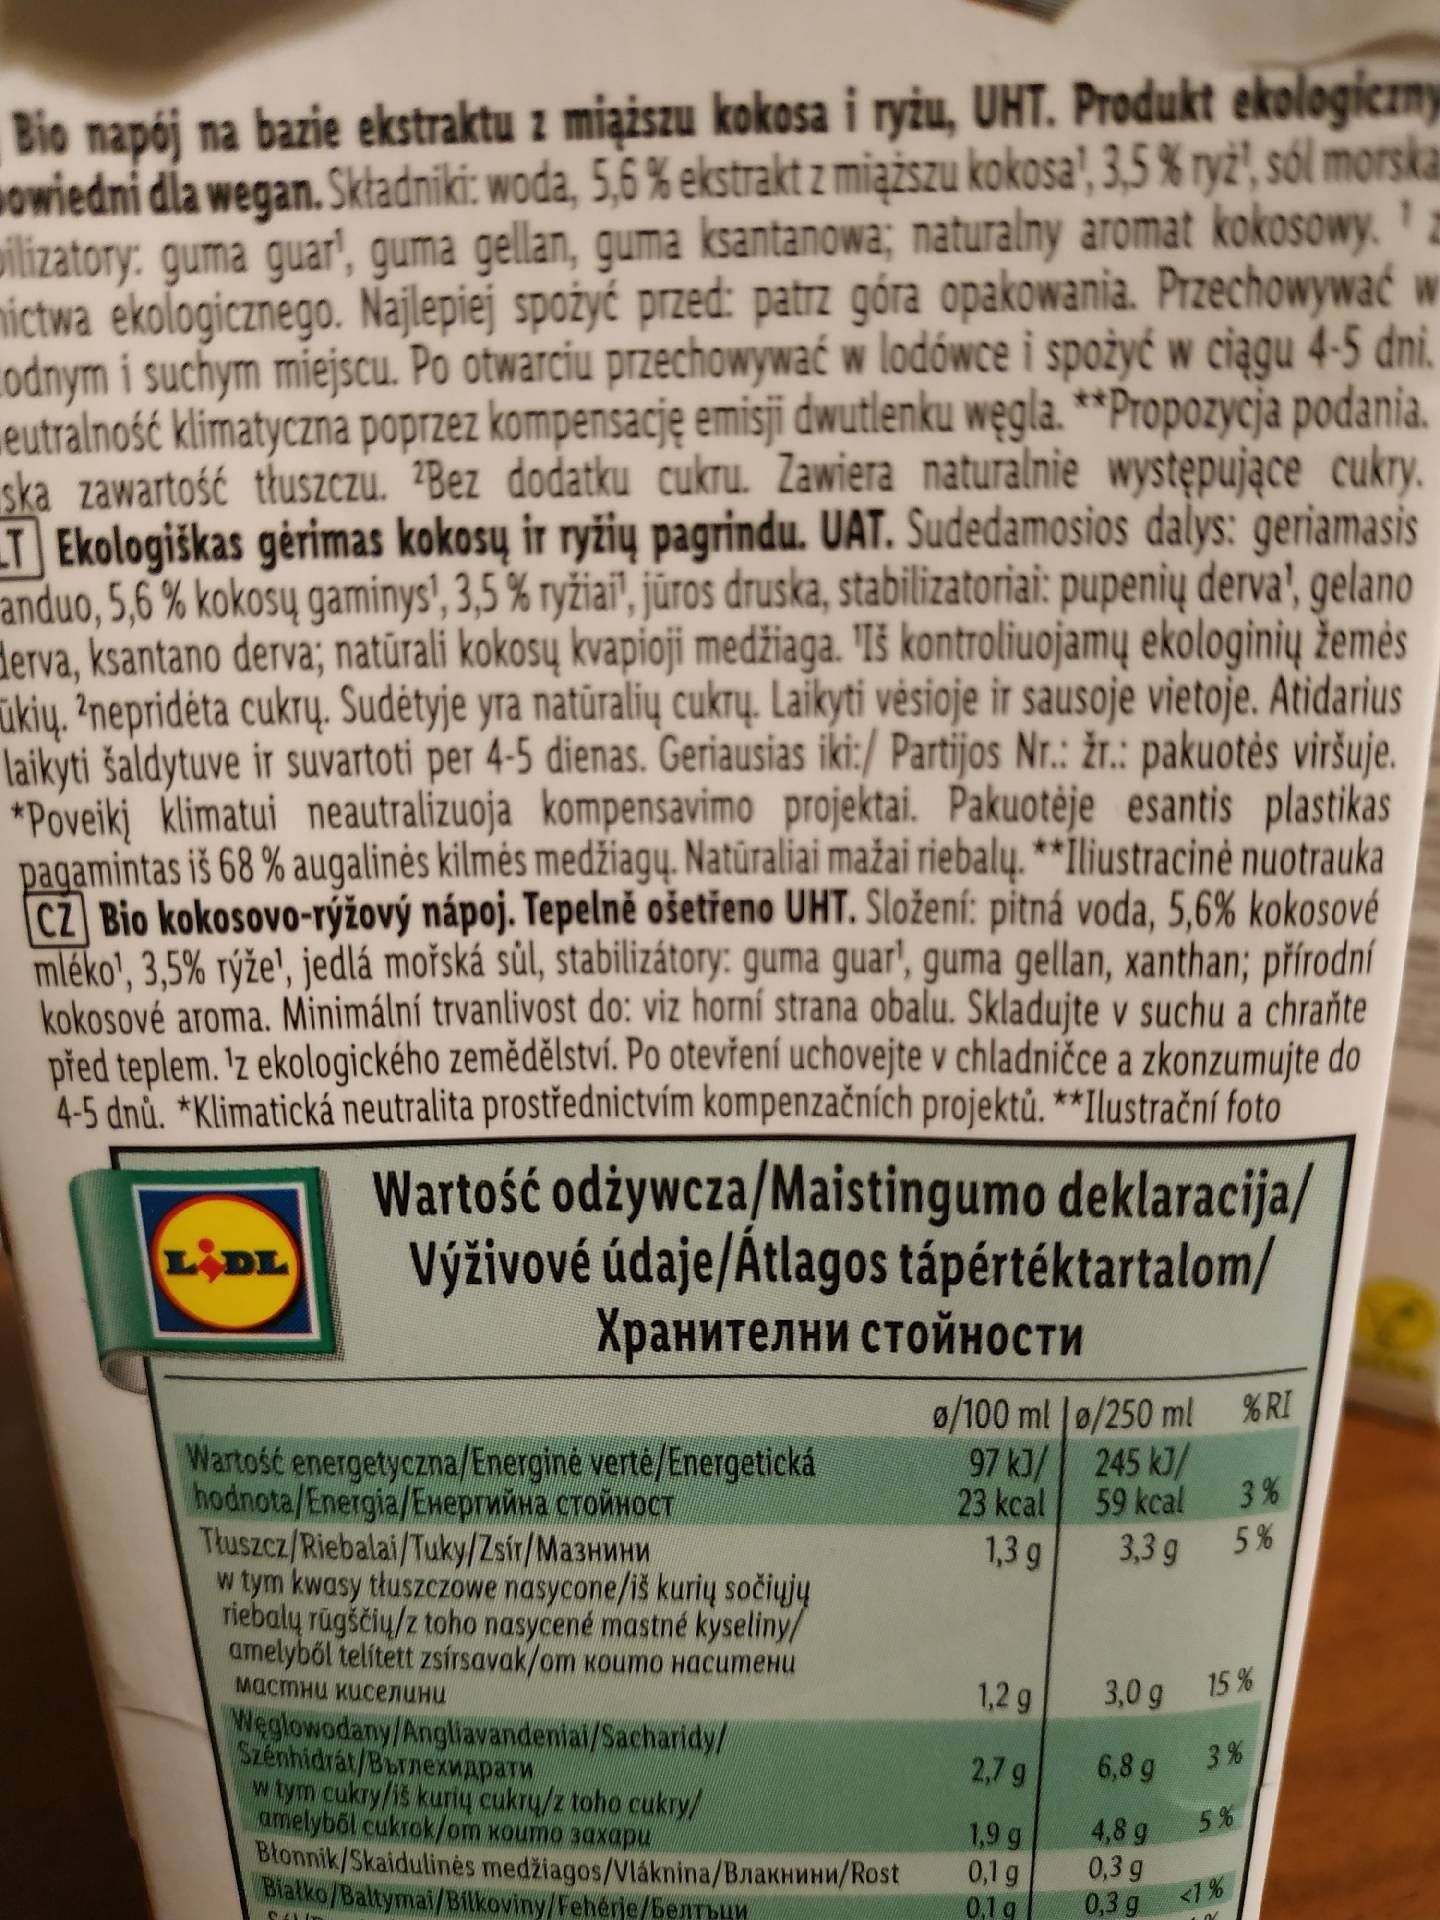 Bio napój na bazie ekstraktu z miąższu kokosa i ryżu, UHT. Produkt ekologiczny
powiedni dla wegan. Składniki: woda, 5,6 % ekstrakt z miąższu kokosa¹, 3,5 % ryż¹, sól morska
ilizatory: guma guar¹, guma gellan, guma ksantanowa; naturalny aromat kokosowy. ¹ z
nictwa ekologicznego. Najlepiej spożyć przed: patrz góra opakowania. Przechowywać w
odnym i suchym miejscu. Po otwarciu przechowywać w lodówce i spożyć w ciągu 4-5 dni.
eutralność klimatyczna poprzez kompensację emisji dwutlenku węgla. **Propozycja podania.
ska zawartość tłuszczu. ²Bez dodatku cukru. Zawiera naturalnie występujące cukry.
LT Ekologiškas gėrimas kokosų ir ryžių pagrindu. UAT. Sudedamosios dalys: geriamasis
anduo, 5,6 % kokosų gaminys¹, 3,5 % ryžiai¹, jūros druska, stabilizatoriai: pupenių derva¹, gelano
derva, ksantano derva; natūrali kokosų kvapioji medžiaga. ¹Iš kontroliuojamų ekologinių žemės
ūkių. ²nepridėta cukrų. Sudėtyje yra natūralių cukrų. Laikyti vėsioje ir sausoje vietoje. Atidarius
laikyti šaldytuve ir suvartoti per 4-5 dienas. Geriausias iki:/ Partijos Nr.: žr.: pakuotės viršuje.
*Poveikį klimatui neautralizuoja kompensavimo projektai. Pakuotėje esantis plastikas
pagamintas iš 68 % augalinės kilmės medžiagų. Natūraliai mažai riebalų. **Iliustracinė nuotrauka
CZ Bio kokosovo-rýžový nápoj. Tepelně ošetřeno UHT. Složení: pitná voda, 5,6% kokosové
mléko¹, 3,5% rýže¹, jedlá mořská sůl, stabilizátory: guma guar¹, guma gellan, xanthan; přírodní
kokosové aroma. Minimální trvanlivost do: viz horní strana obalu. Skladujte v suchu a chraňte
před teplem. ¹z ekologického zemědělství. Po otevření uchovejte v chladničce a zkonzumujte do
4-5 dnů. *Klimatická neutralita prostřednictvím kompenzačních projektů. **Ilustrační foto
LIDL
Wartość odżywcza/Maistingumo deklaracija/
Výživové údaje/Átlagos tápértéktartalom/
Хранителни стойности
ø/100 ml ø/250 ml %RI
Wartość energetyczna/Energinė vertė/Energetická 97 kJ/ 245 kJ/
hodnota/Energia/Енергийна стойност 23 kcal 59 kcal 3 %
Tłuszcz/Riebalai/Tuky/Zsír/Мазнини 1,3 g 3,3 g 5 %
w tym kwasy tłuszczowe nasycone/iš kurių sočiųjų
riebalų rūgščių/z toho nasycené mastné kyseliny/
amelyből telített zsírsavak/от които наситени
мастни киселини 1,2 g 3,0 g 15 %
Węglowodany/Angliavandeniai/Sacharidy/
Szénhidrát/Въглехидрати 2,7 g 6,8 g 3 %
w tym cukry/iš kurių cukrų/z toho cukry/
amelyből cukrok/от които захари 1,9 g 4,8 g 5 %
Błonnik/Skaidulinės medžiagos/Vláknina/Влакнини/Rost 0,1 g 0,3 g
Białko/Baltymai/Bílkoviny/Fehérje/Белтъци 0,1 g 0,3 g <1 %